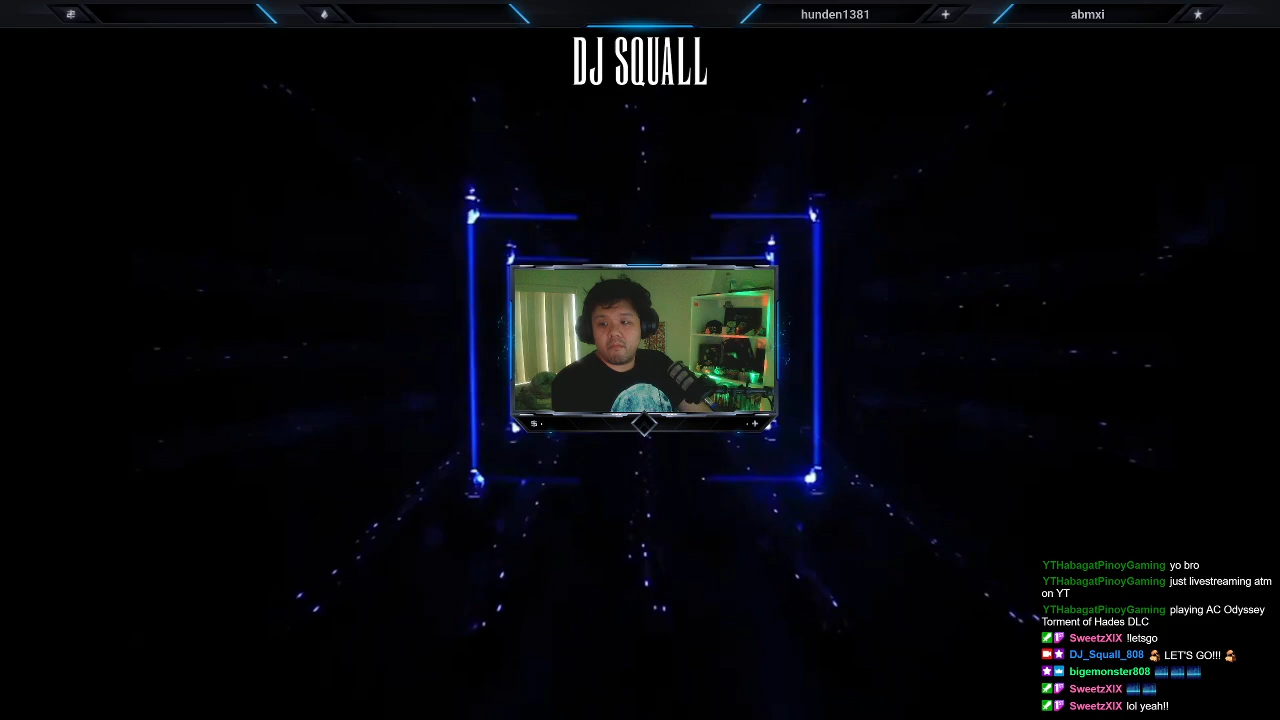 hunden1381
abmxi
DJ SQUALL
YTHabagatPinoyGaming yo bro
YTHabagatPinoyGaming just livestreaming atm
on YT
YTHabagatPinoyGaming playing AC Odyssey
Torment of Hades DLC
SweetzXIX !letsgo
DJ_Squall_808 LET'S GO!!!
bigemonster808
SweetzXIX
SweetzXIX lol yeah!!